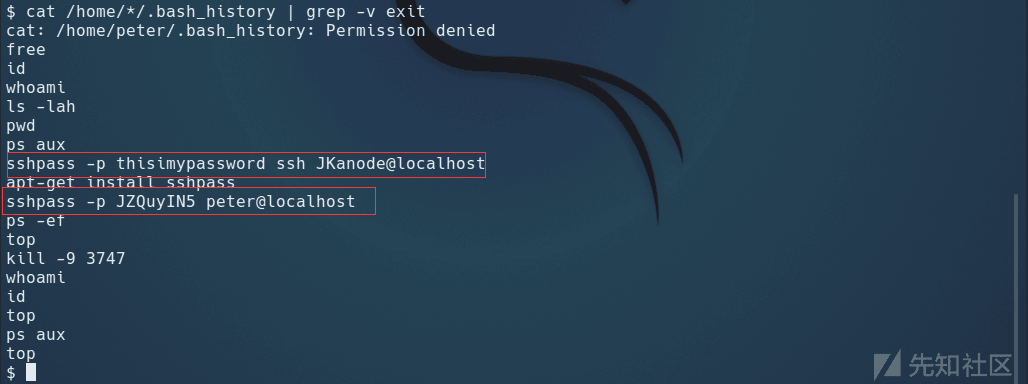 $ cat /home/*/.bash_history | grep -v exit
cat: /home/peter/.bash_history: Permission denied
free
id
whoami
ls -lah
pwd
ps aux
sshpass -p thisimypassword ssh JKanode@localhost
apt-get install sshpass
sshpass -p JZQuyIN5 peter@localhost
ps -ef
top
kill -9 3747
whoami
id
top
ps aux
top
$
先知社区